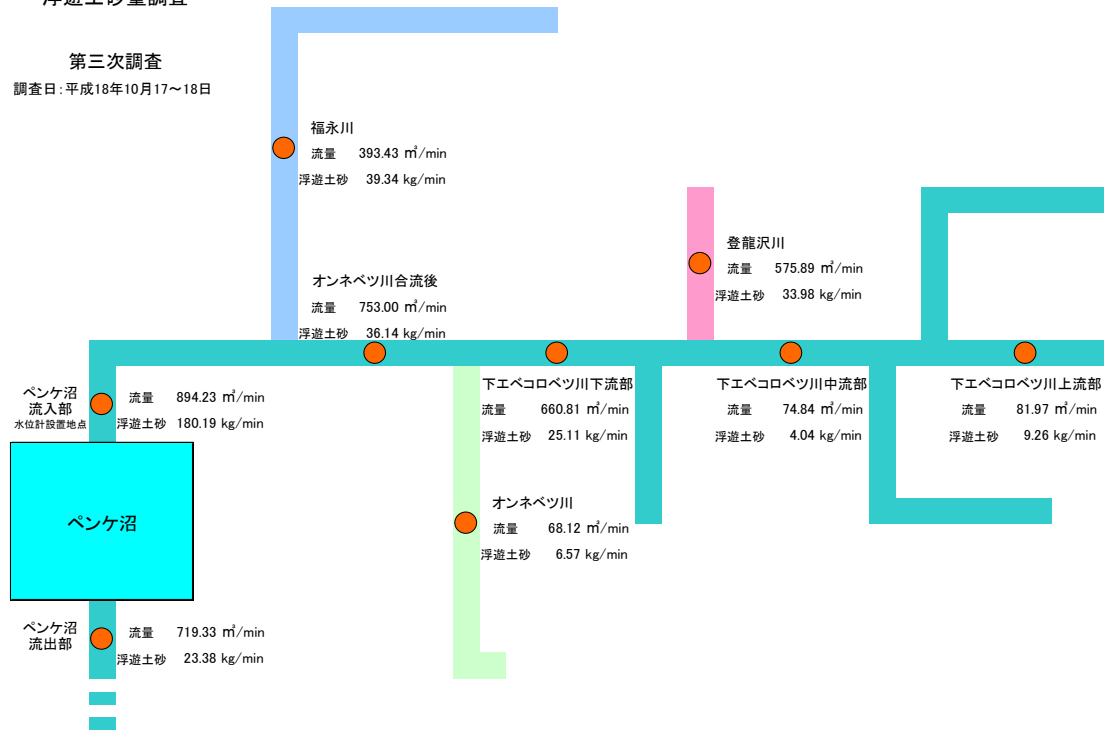 浮遊土砂量調査
第三次調査
調査日:平成18年10月17～18日
福永川
流量 393.43 ㎥/min
浮遊土砂 39.34 kg/min
登龍沢川
流量 575.89 ㎥/min
浮遊土砂 33.98 kg/min
オンネベツ川合流後
流量 753.00 ㎥/min
浮遊土砂 36.14 kg/min
ペンケ沼
流入部
水位計設置地点
流量 894.23 ㎥/min
浮遊土砂 180.19 kg/min
下エベコロベツ川下流部
流量 660.81 ㎥/min
浮遊土砂 25.11 kg/min
下エベコロベツ川中流部
流量 74.84 ㎥/min
浮遊土砂 4.04 kg/min
下エベコロベツ川上流部
流量 81.97 ㎥/min
浮遊土砂 9.26 kg/min
ペンケ沼
オンネベツ川
流量 68.12 ㎥/min
浮遊土砂 6.57 kg/min
ペンケ沼
流出部
流量 719.33 ㎥/min
浮遊土砂 23.38 kg/min